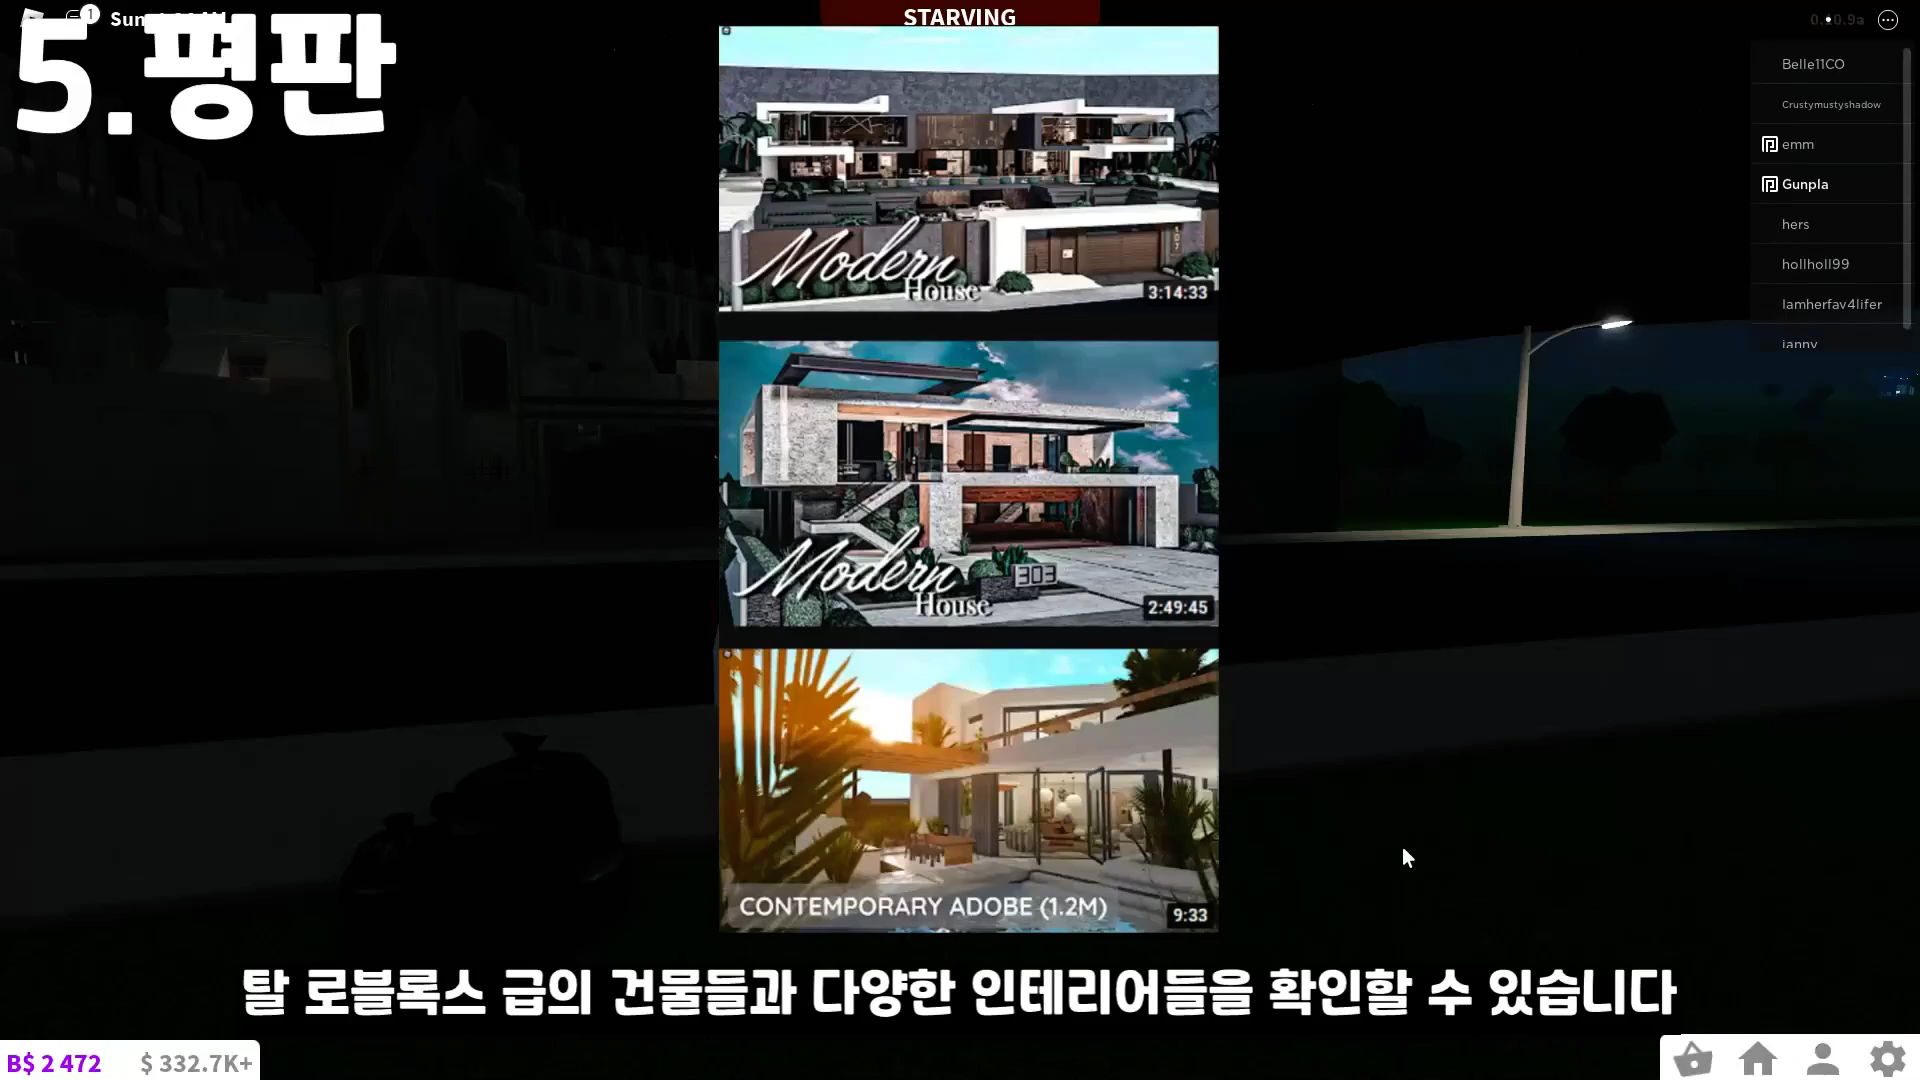 5.평판
1
STARVING
Belle11CO
Crustymustyshadow
emm
Gunpla
hers
hollholl99
Iamherfav4lifer
ianny
Modern
House
107
3:14:33
Modern
House
303
2:49:45
CONTEMPORARY ADOBE (1.2M)
9:33
탈 로블록스 급의 건물들과 다양한 인테리어들을 확인할 수 있습니다
B$ 2 472
$ 332.7K+